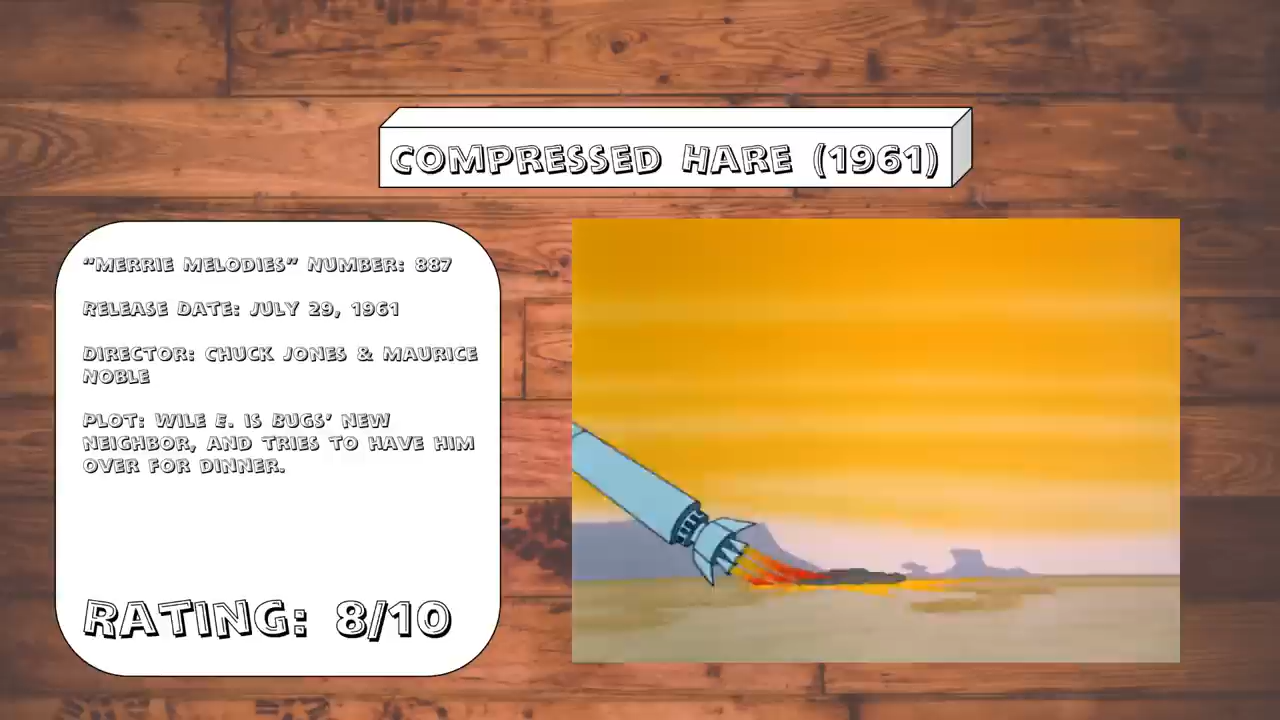 COMPRESSED HARE (1961)
"MERRIE MELODIES" NUMBER: 887
RELEASE DATE: JULY 29, 1961
DIRECTOR: CHUCK JONES & MAURICE
NOBLE
PLOT: WILE E. IS BUGS' NEW
NEIGHBOR, AND TRIES TO HAVE HIM
OVER FOR DINNER.
RATING: 8/10